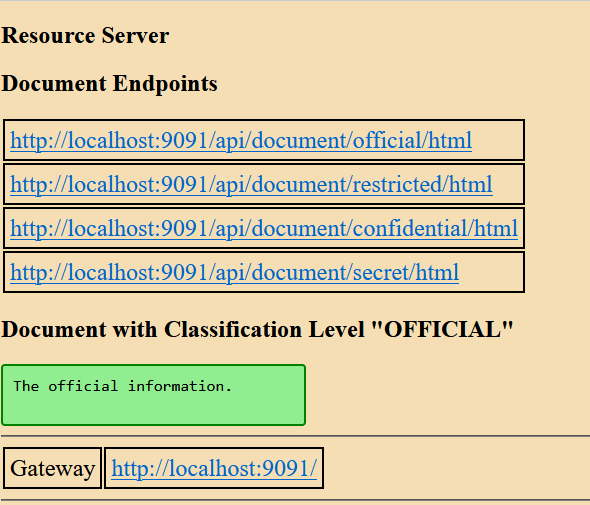 Resource Server
Document Endpoints
http://localhost:9091/api/document/official/html
http://localhost:9091/api/document/restricted/html
http://localhost:9091/api/document/confidential/html
http://localhost:9091/api/document/secret/html
Document with Classification Level "OFFICIAL"
The official information.
Gateway http://localhost:9091/